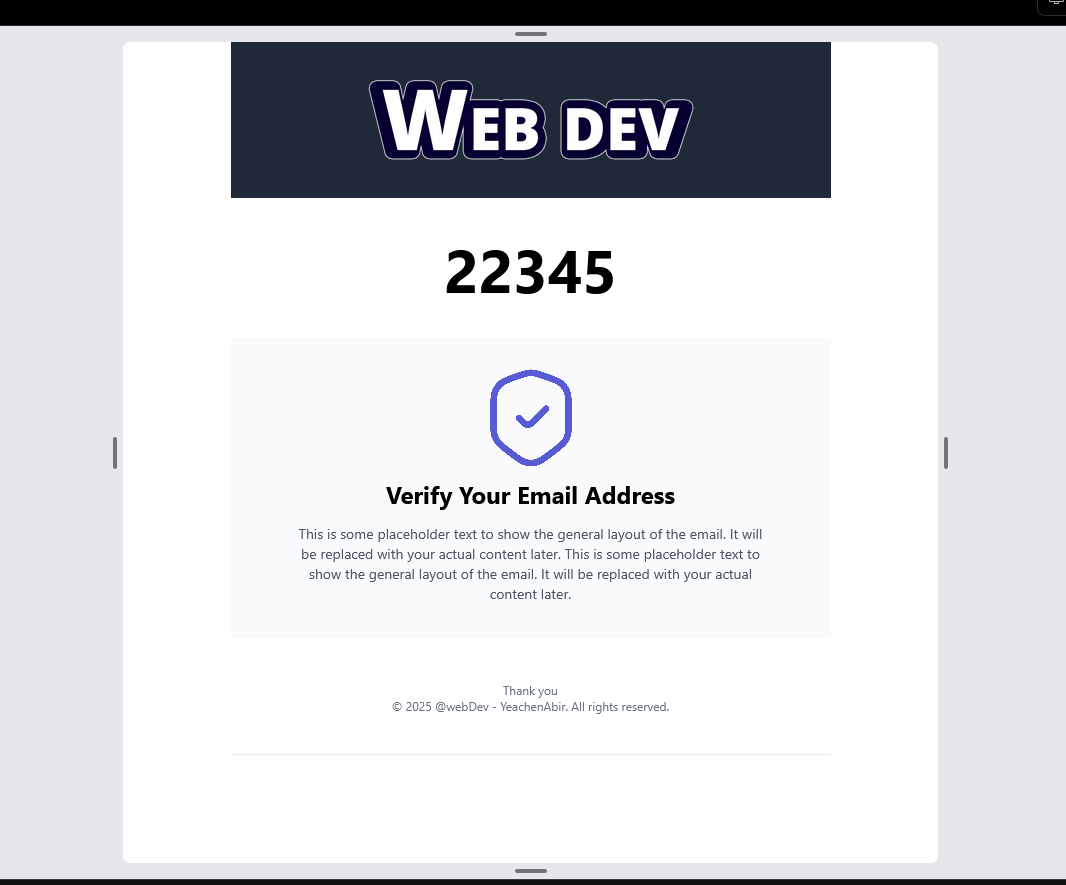 WEB DEV
22345
Verify Your Email Address
This is some placeholder text to show the general layout of the email. It will
be replaced with your actual content later. This is some placeholder text to
show the general layout of the email. It will be replaced with your actual
content later.
Thank you
© 2025 @webDev - YeachenAbir. All rights reserved.